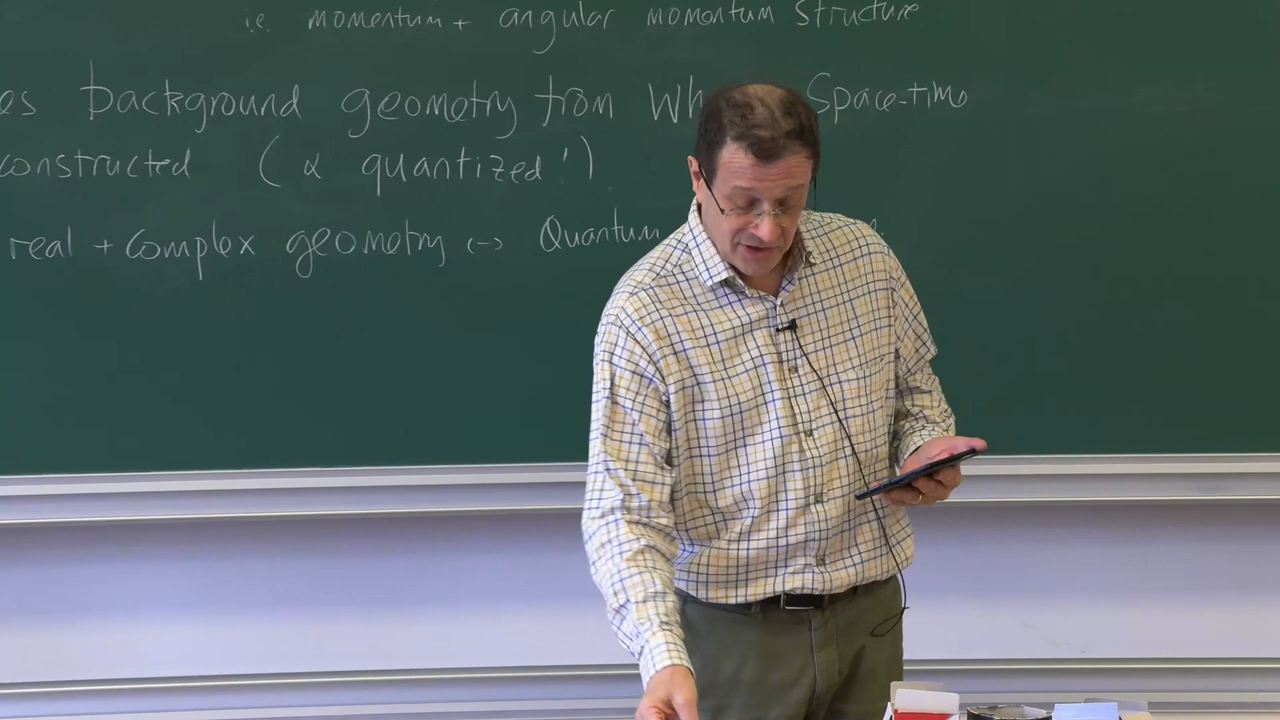 i.e. momentum + angular momentum structure
es background geometry from Wh Space-time
constructed (α quantized!)
real + complex geometry ↔ Quantum